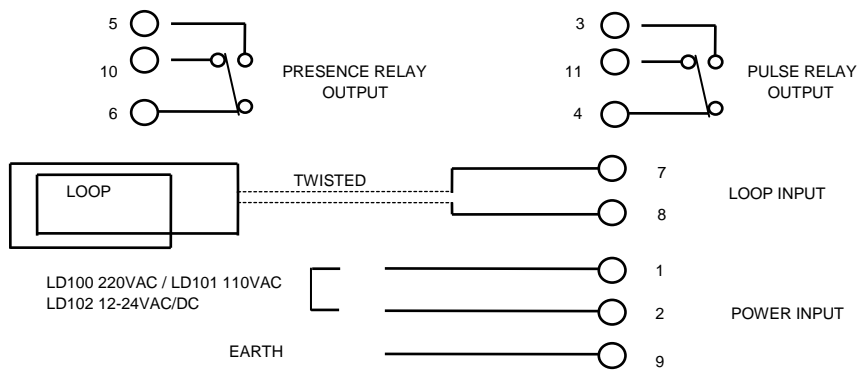 5
10
6
PRESENCE RELAY
OUTPUT
3
11
4
PULSE RELAY
OUTPUT
LOOP
TWISTED
7
8
LOOP INPUT
LD100 220VAC / LD101 110VAC
LD102 12-24VAC/DC
1
2
POWER INPUT
EARTH
9